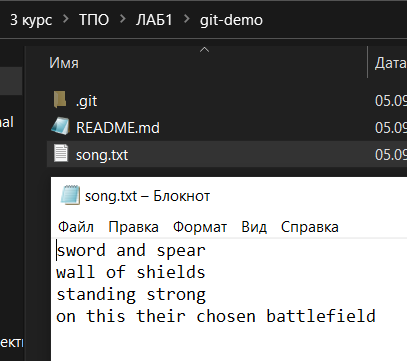 3 курс > ТПО > ЛАБ1 > git-demo
Имя
Дата
.git
05.09
README.md
05.09
song.txt
05.09
song.txt – Блокнот
Файл Правка Формат Вид Справка
sword and spear
wall of shields
standing strong
on this their chosen battlefield